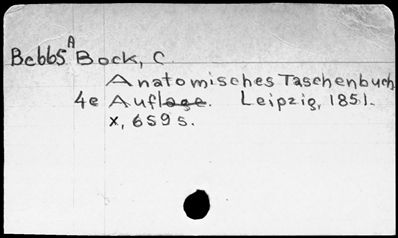 Bcbb5 A Bock, C.
Anatomisches Taschenbuch
4e Auflage. Leipzig, 1851.
x, 659 s.